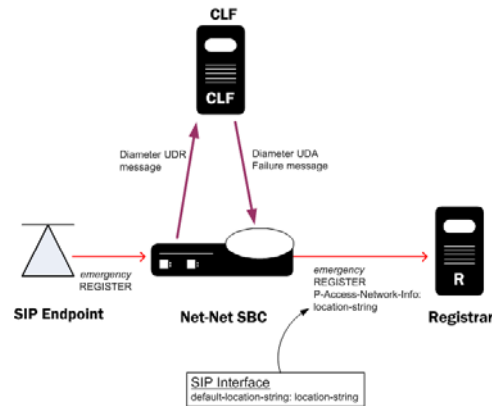 CLF
CLF
Diameter UDR
message
Diameter UDA
Failure message
emergency
REGISTER
emergency
REGISTER
P-Access-Network-Info:
location-string
R
SIP Endpoint
Net-Net SBC
Registrar
SIP Interface
default-location-string: location-string